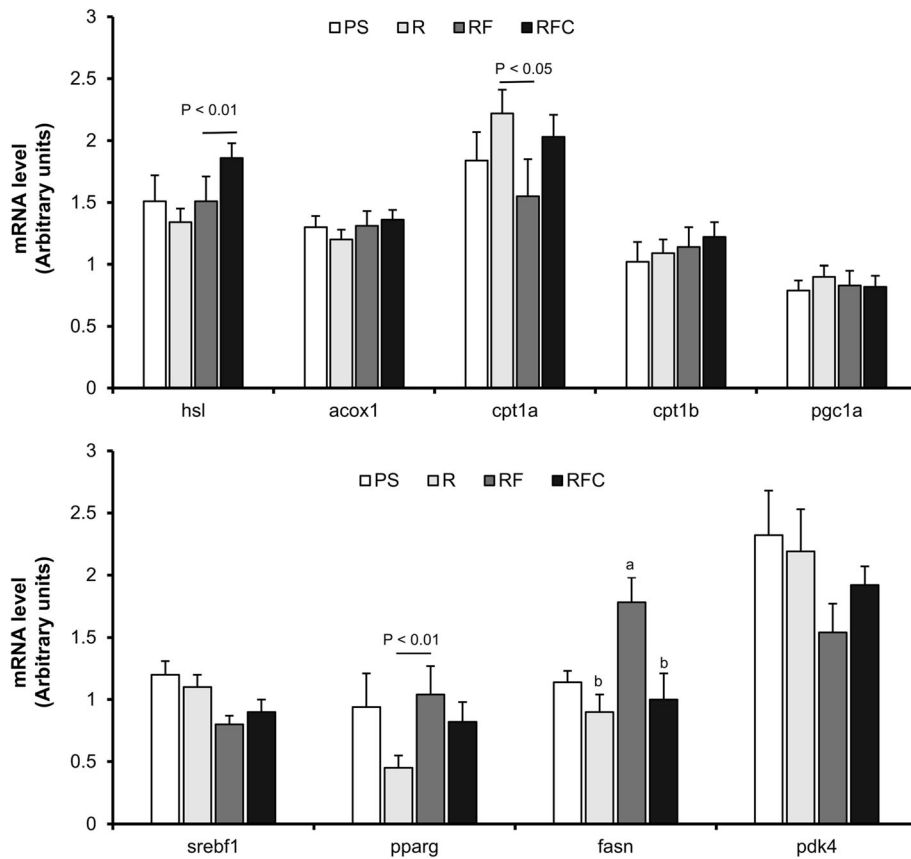 3
PS R RF RFC
P < 0.05
2.5
P < 0.01
2
mRNA level
(Arbitrary units)
1.5
1
0.5
0
hsl acox1 cpt1a cpt1b pgc1a
3
PS R RF RFC
2.5
a
2
mRNA level
(Arbitrary units)
1.5
P < 0.01
b b
1
0.5
0
srebf1 pparg fasn pdk4